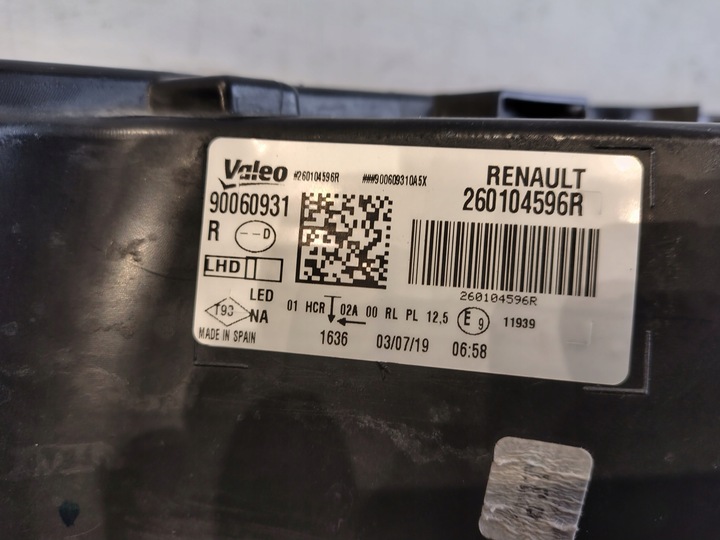 Valeo #260104596R ###900609310A5X RENAULT
90060931 260104596R
R --D
LHD
260104596R
LED 01 HCR 02A 00 RL PL 12,5 E9 11939
T93 NA
MADE IN SPAIN 1636 03/07/19 06:58